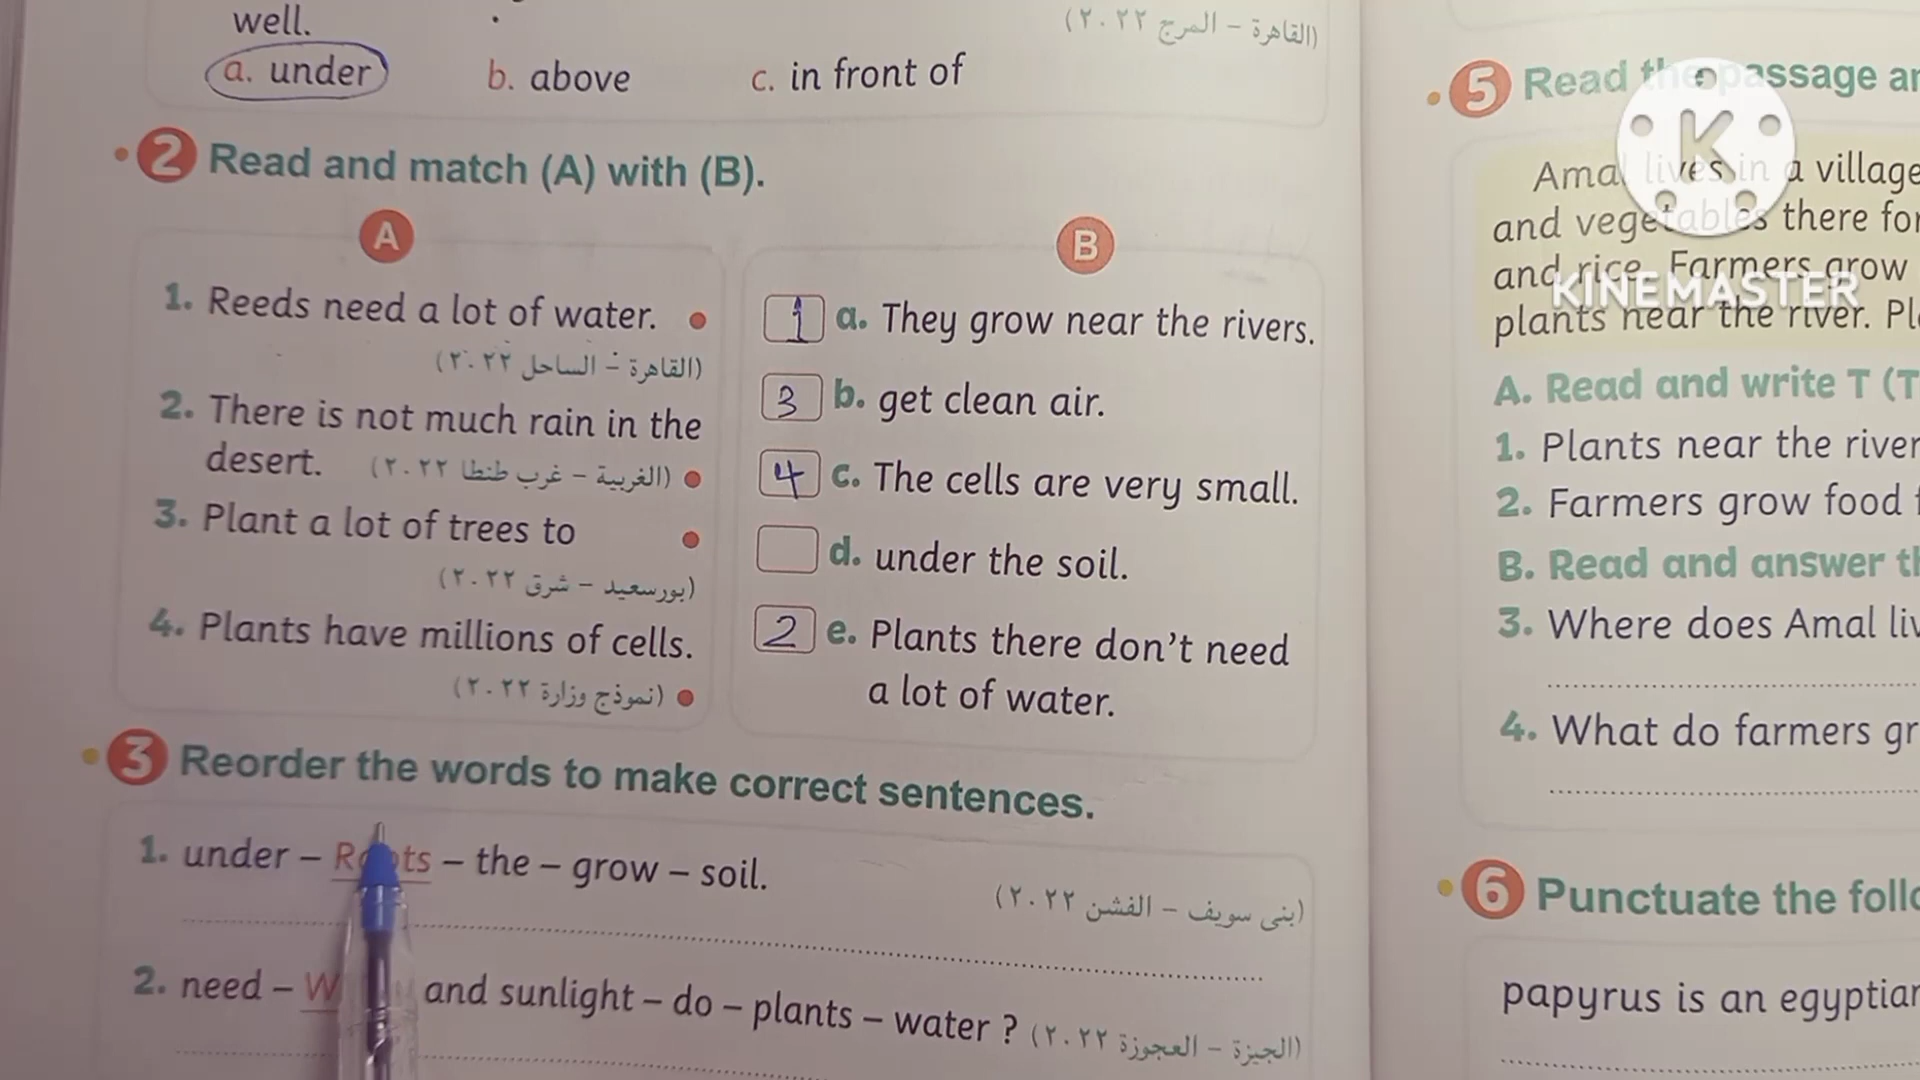 well.
(القاهرة – المرج ٢٠٢٢)
a. under b. above c. in front of
2 Read and match (A) with (B).
A
1. Reeds need a lot of water.
(القاهرة – الساحل ٢٠٢٢)
2. There is not much rain in the
desert. (الغربية – غرب طنطا ٢٠٢٢)
3. Plant a lot of trees to
(بورسعيد – شرق ٢٠٢٢)
4. Plants have millions of cells.
(نموذج وزارة ٢٠٢٢)
B
1 a. They grow near the rivers.
3 b. get clean air.
4 c. The cells are very small.
d. under the soil.
2 e. Plants there don't need
a lot of water.
3 Reorder the words to make correct sentences.
1. under – Roots – the – grow – soil.
(بنى سويف – الفشن ٢٠٢٢)
2. need – and sunlight – do – plants – water ? (الجيزة – العجوزة ٢٠٢٢)
5 Read the passage
Amal lives in a village
and vegetables there for
and rice. Farmers grow
plants near the river.
A. Read and write T
1. Plants near the river
2. Farmers grow food
B. Read and answer
3. Where does Amal
4. What do farmers
6 Punctuate the
papyrus is an
K
KINEMASTER